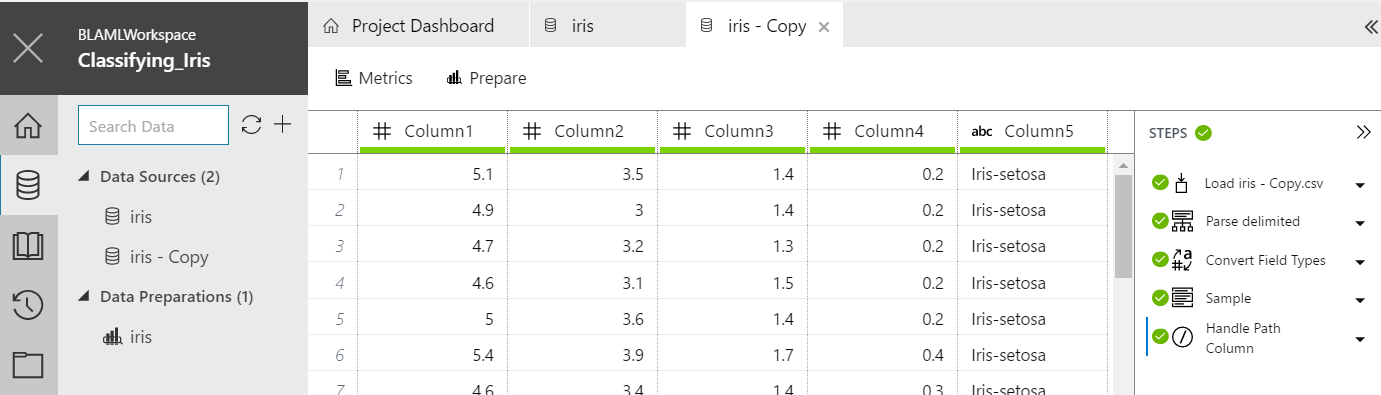 BLAMLWorkspace
Classifying_Iris
Project Dashboard
iris
iris - Copy
Metrics
Prepare
Search Data
Data Sources (2)
iris
iris - Copy
Data Preparations (1)
iris
# Column1 # Column2 # Column3 # Column4 abc Column5
1 5.1 3.5 1.4 0.2 Iris-setosa
2 4.9 3 1.4 0.2 Iris-setosa
3 4.7 3.2 1.3 0.2 Iris-setosa
4 4.6 3.1 1.5 0.2 Iris-setosa
5 5 3.6 1.4 0.2 Iris-setosa
6 5.4 3.9 1.7 0.4 Iris-setosa
7 4.6 3.4 1.4 0.3 Iris-setosa
STEPS
Load iris - Copy.csv
Parse delimited
Convert Field Types
Sample
Handle Path
Column